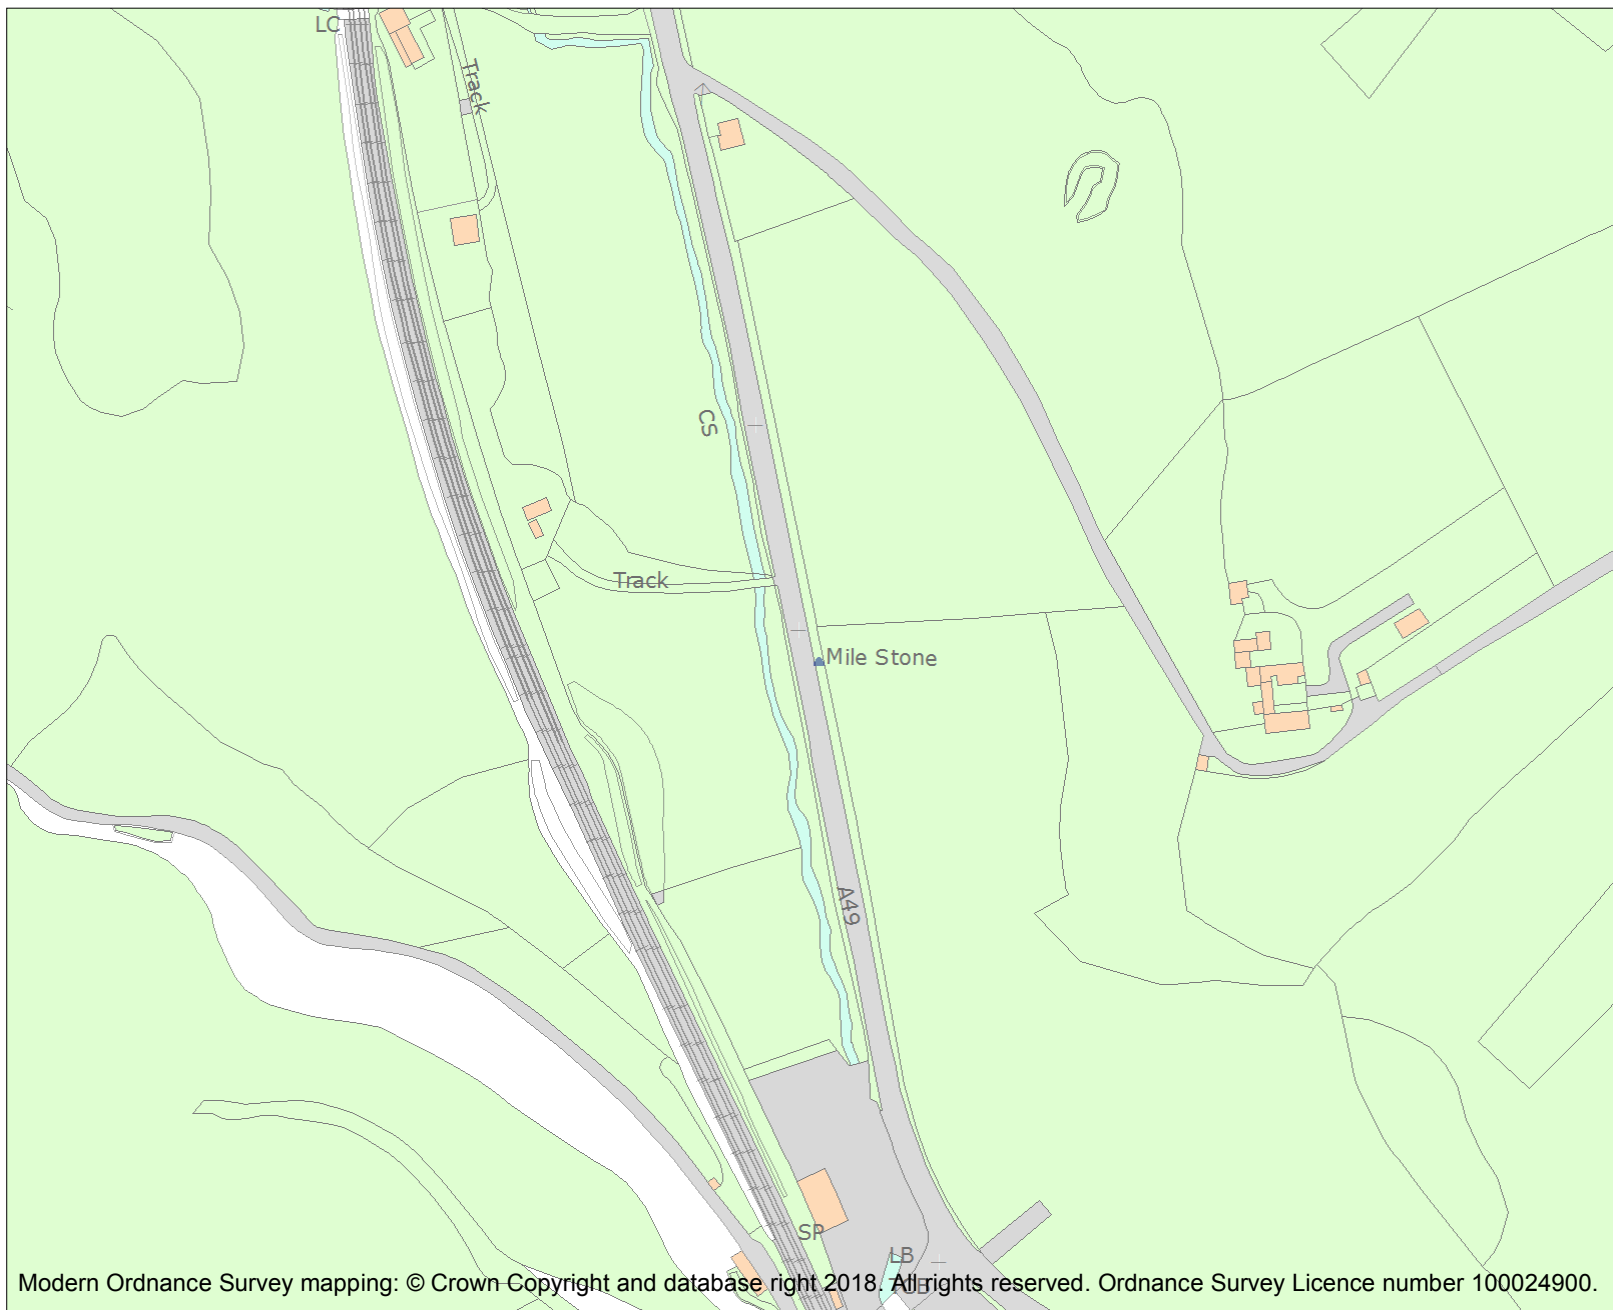 LC
Track
CS
Track
Mile Stone
A49
SP
LB
Modern Ordnance Survey mapping: © Crown Copyright and database right 2018. All rights reserved. Ordnance Survey Licence number 100024900.